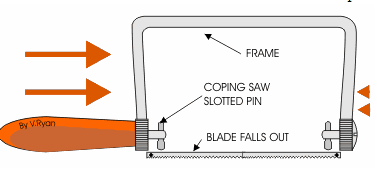 FRAME
COPING SAW
SLOTTED PIN
By V.Ryan
BLADE FALLS OUT